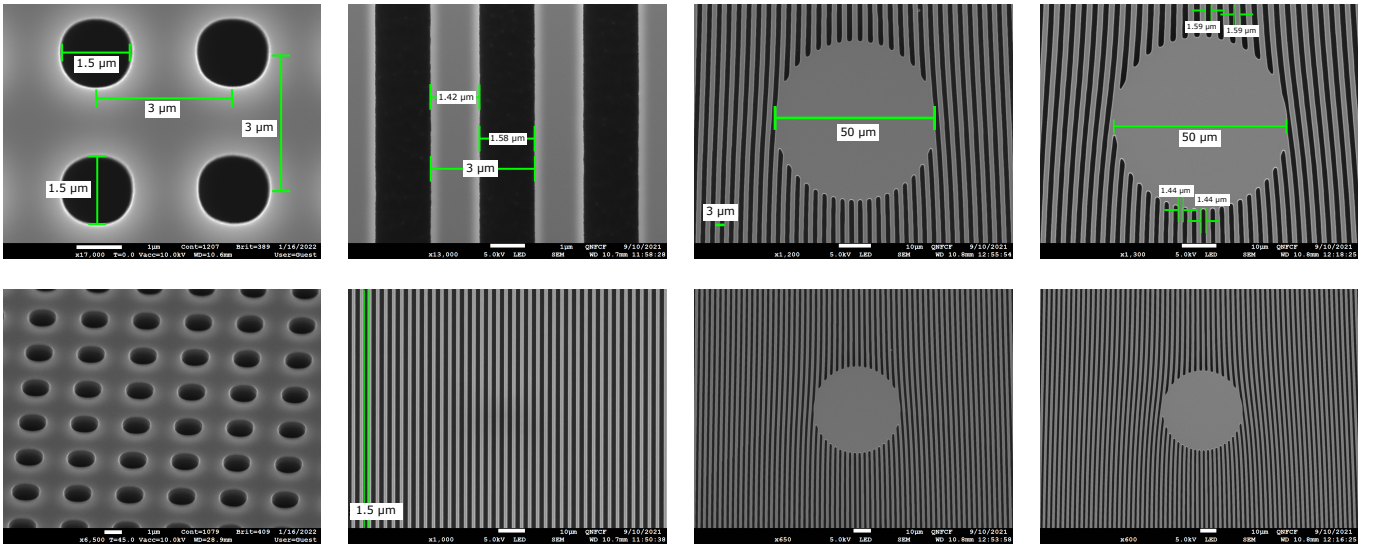 1.5 µm
3 µm
3 µm
1.5 µm
1µm Cont=1207 Brit=389 1/16/2022
x17,000 T=0.0 Vacc=10.0kV WD=10.6mm User=Guest
1.42 µm
1.58 µm
3 µm
1µm QNFCF 9/10/2021
x13,000 5.0kV LED SEM WD 10.7mm 11:58:28
50 µm
3 µm
10µm QNFCF 9/10/2021
x1,200 5.0kV LED SEM WD 10.8mm 12:55:54
1.59 µm
1.59 µm
50 µm
1.44 µm
1.44 µm
10µm QNFCF 9/10/2021
x1,300 5.0kV LED SEM WD 10.8mm 12:18:25
1µm Cont=1079 Brit=409 1/16/2022
x6,500 T=45.0 Vacc=10.0kV WD=28.9mm User=Guest
1.5 µm
10µm QNFCF 9/10/2021
x1,000 5.0kV LED SEM WD 10.7mm 11:50:38
10µm QNFCF 9/10/2021
x650 5.0kV LED SEM WD 10.8mm 12:53:58
10µm QNFCF 9/10/2021
x600 5.0kV LED SEM WD 10.8mm 12:16:25